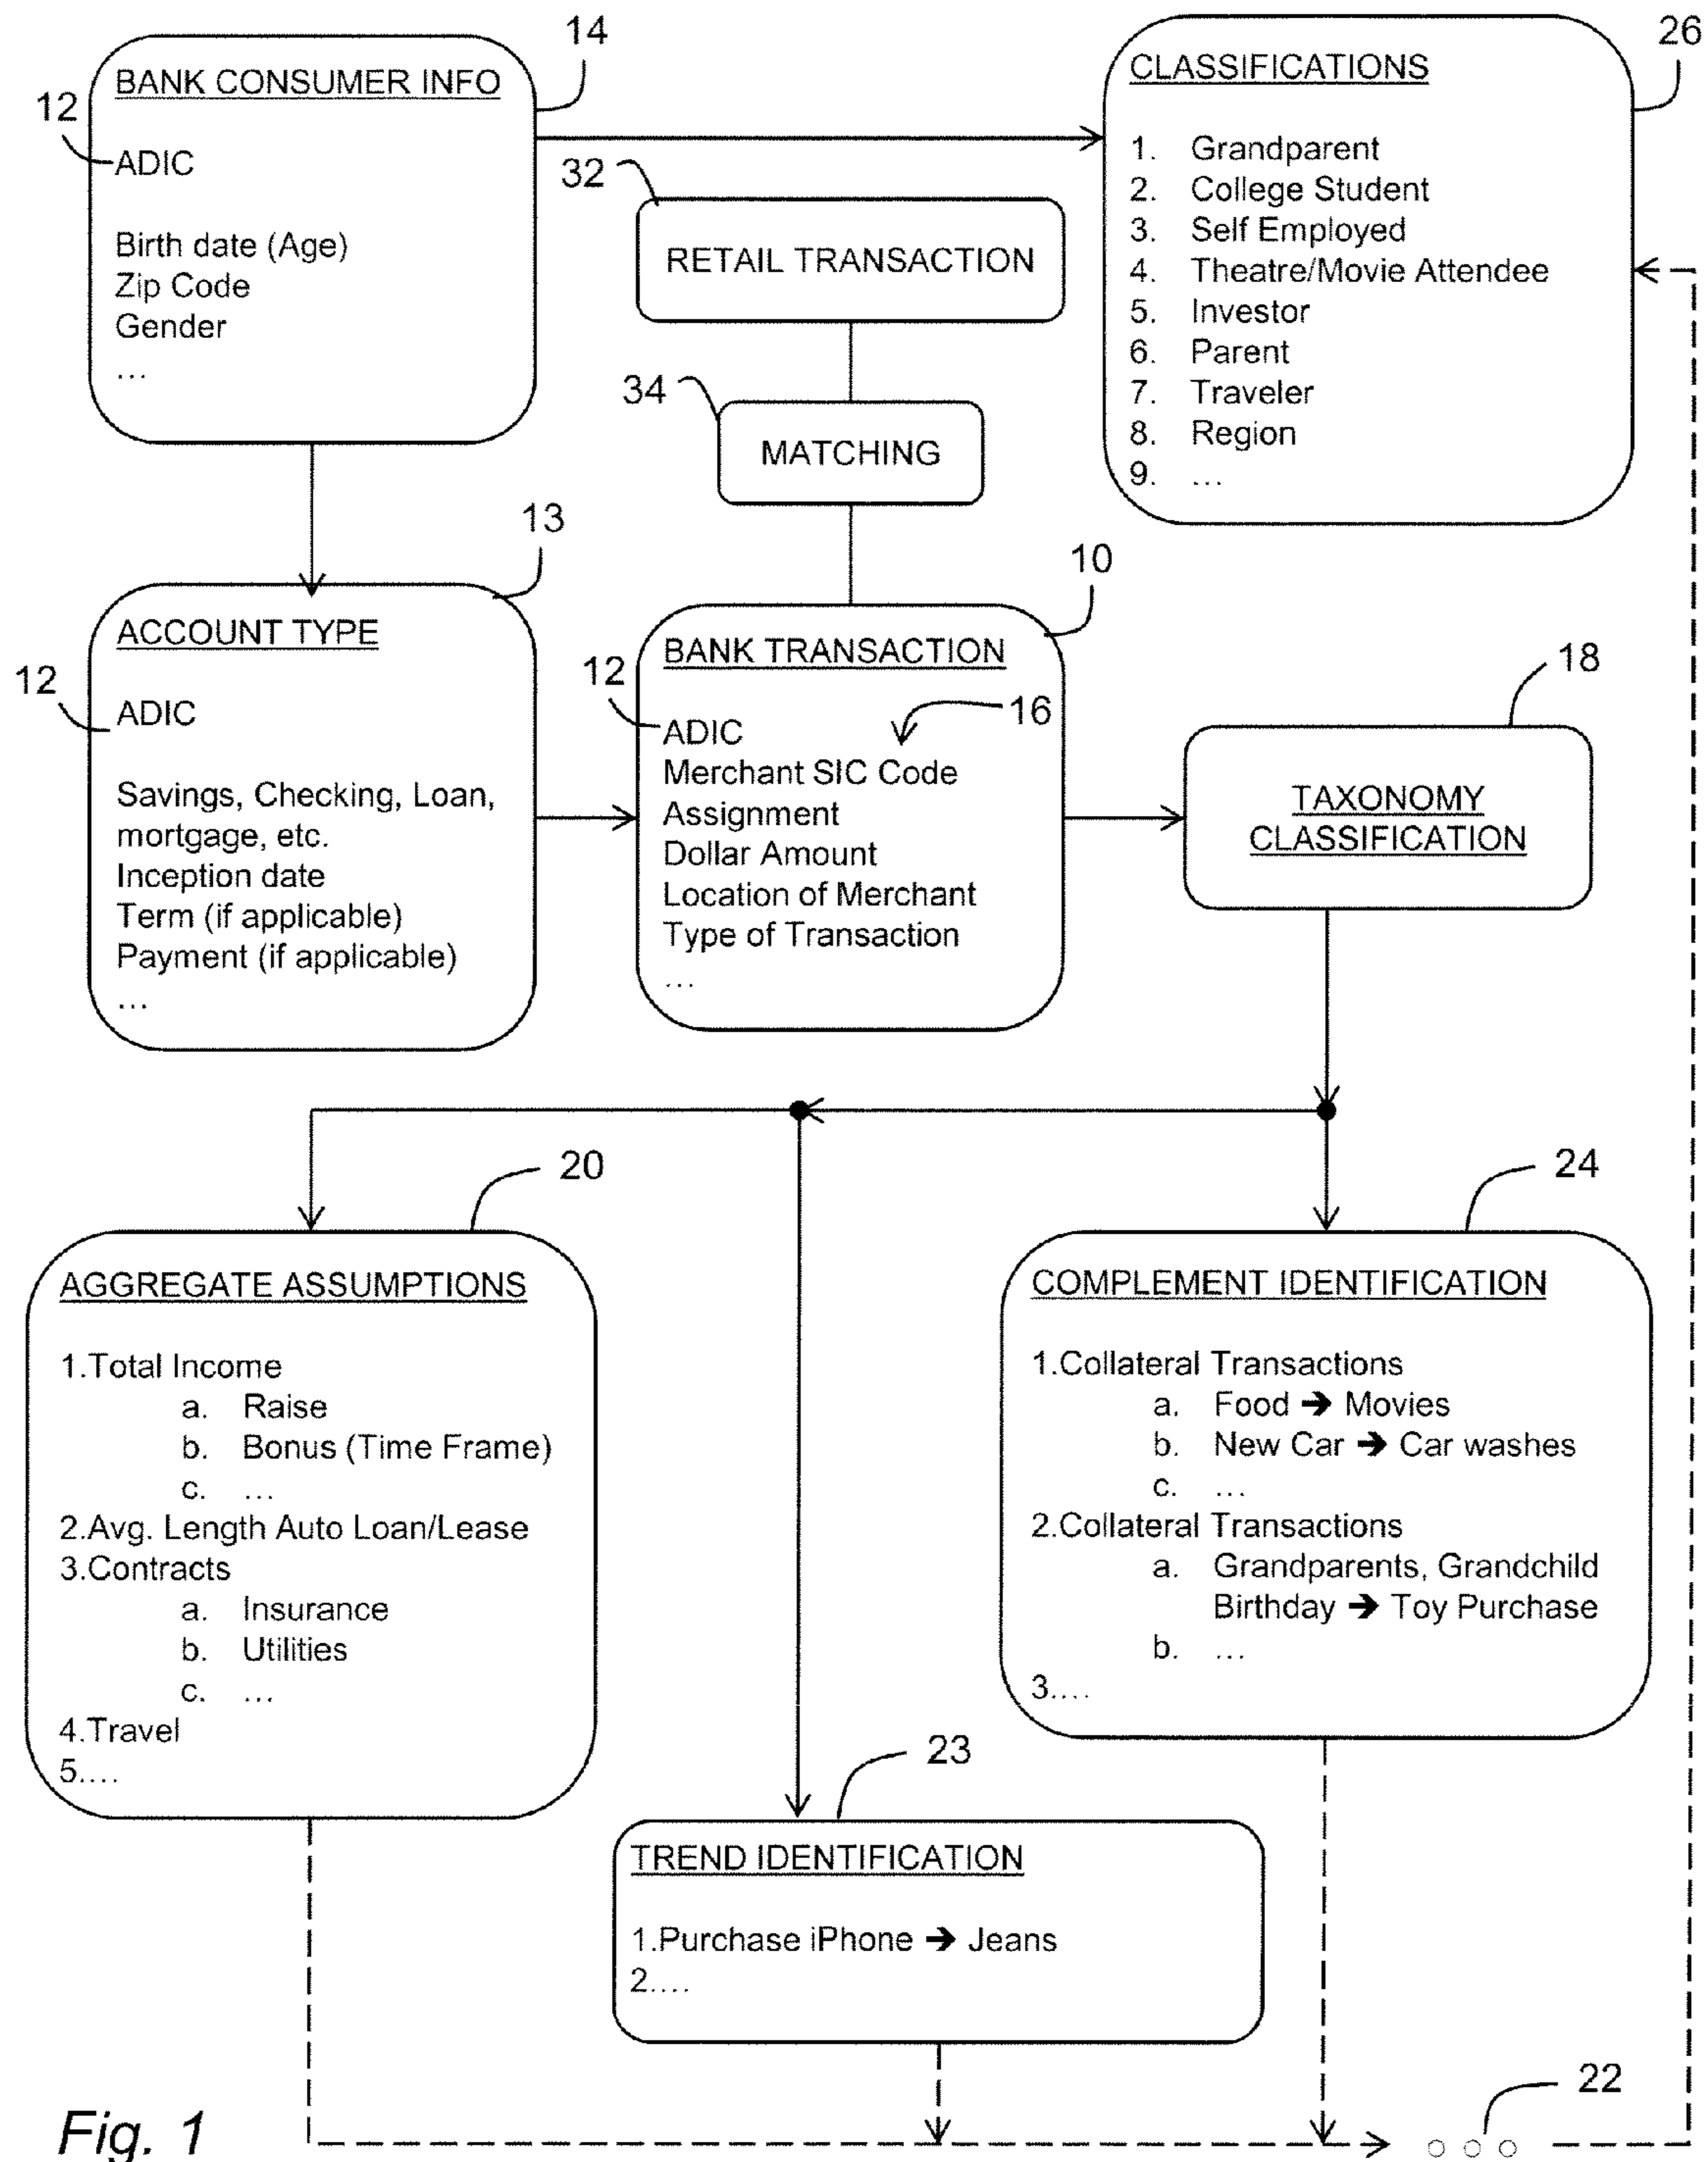 14
BANK CONSUMER INFO
12
ADIC
Birth date (Age)
Zip Code
Gender
...
26
CLASSIFICATIONS
1. Grandparent
2. College Student
3. Self Employed
4. Theatre/Movie Attendee
5. Investor
6. Parent
7. Traveler
8. Region
9. ...
32
RETAIL TRANSACTION
34
MATCHING
13
ACCOUNT TYPE
12
ADIC
Savings, Checking, Loan,
mortgage, etc.
Inception date
Term (if applicable)
Payment (if applicable)
...
10
BANK TRANSACTION
12
16
ADIC
Merchant SIC Code
Assignment
Dollar Amount
Location of Merchant
Type of Transaction
...
18
TAXONOMY
CLASSIFICATION
20
AGGREGATE ASSUMPTIONS
1.Total Income
a. Raise
b. Bonus (Time Frame)
c. ...
2.Avg. Length Auto Loan/Lease
3.Contracts
a. Insurance
b. Utilities
c. ...
4.Travel
5....
24
COMPLEMENT IDENTIFICATION
1.Collateral Transactions
a. Food ➔ Movies
b. New Car ➔ Car washes
c. ...
2.Collateral Transactions
a. Grandparents, Grandchild
Birthday ➔ Toy Purchase
b. ...
3....
23
TREND IDENTIFICATION
1.Purchase iPhone ➔ Jeans
2....
22
Fig. 1